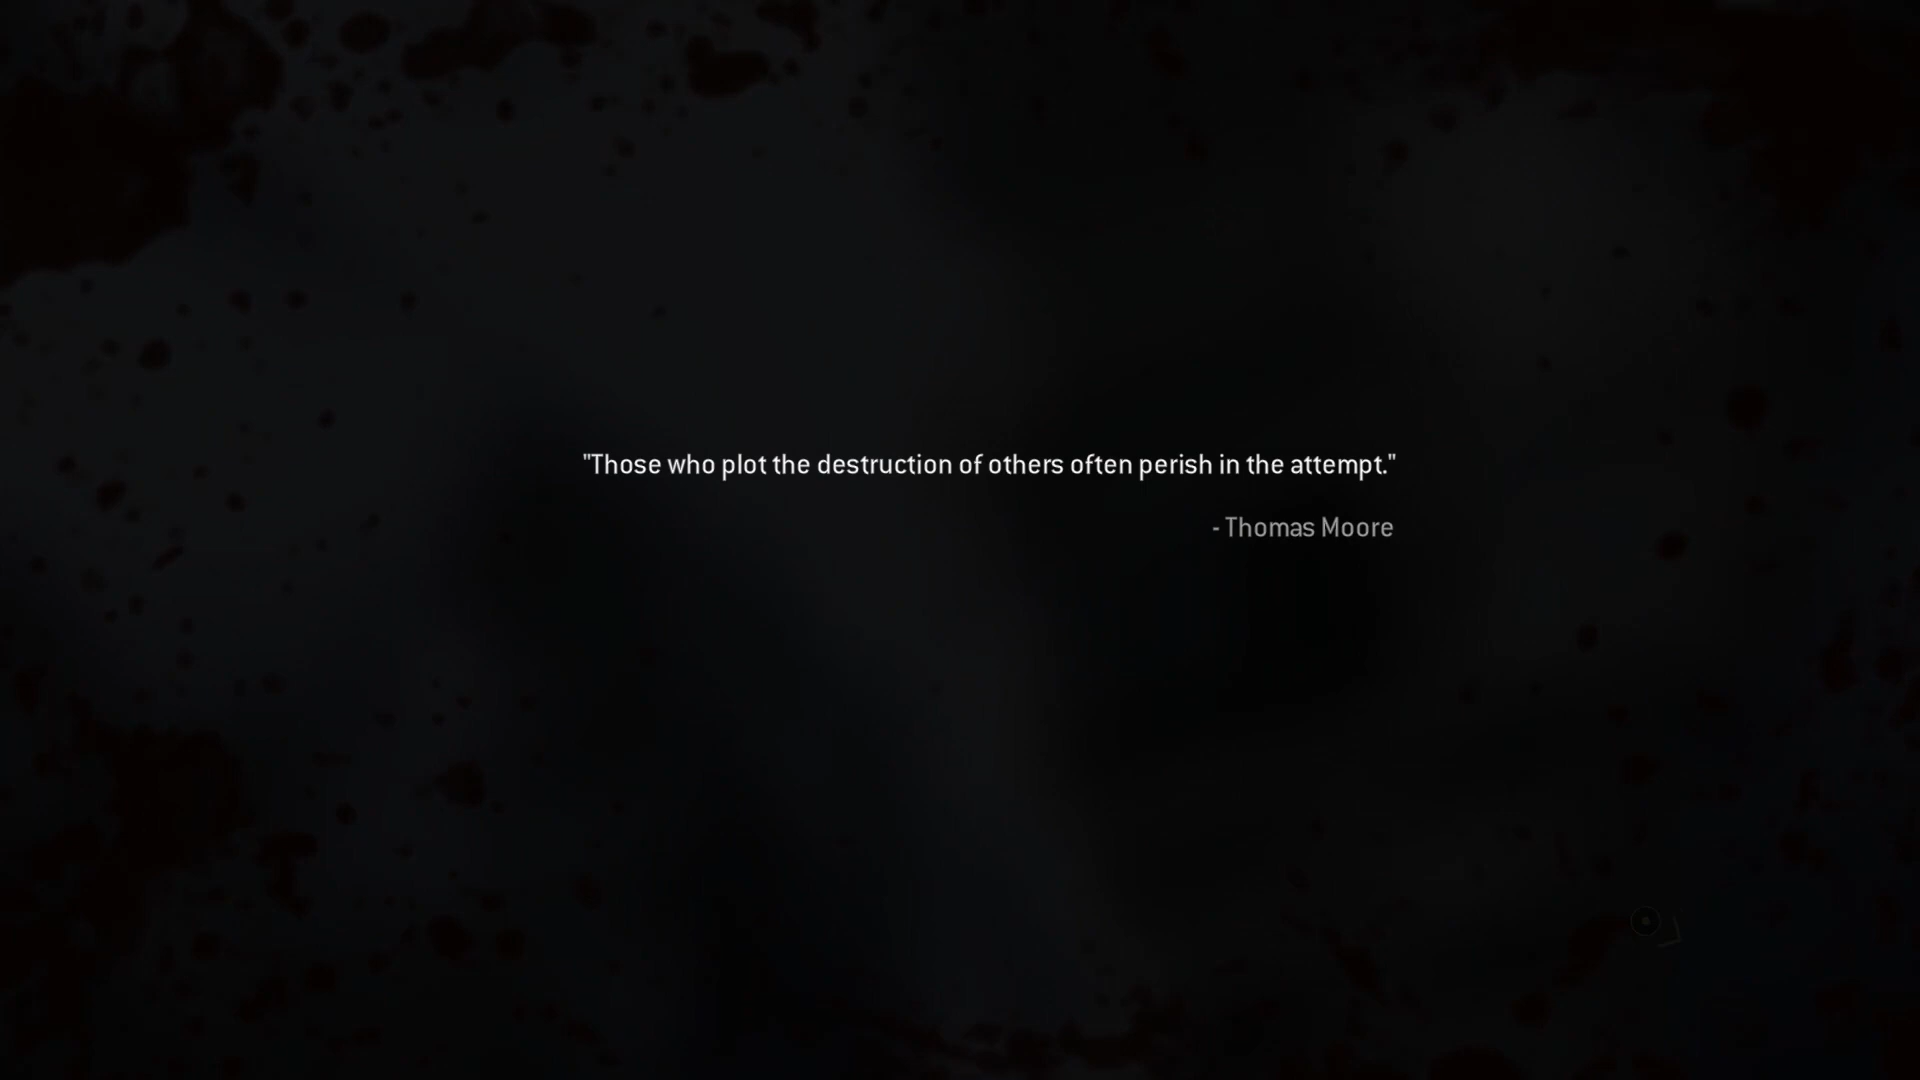 "Those who plot the destruction of others often perish in the attempt."
- Thomas Moore